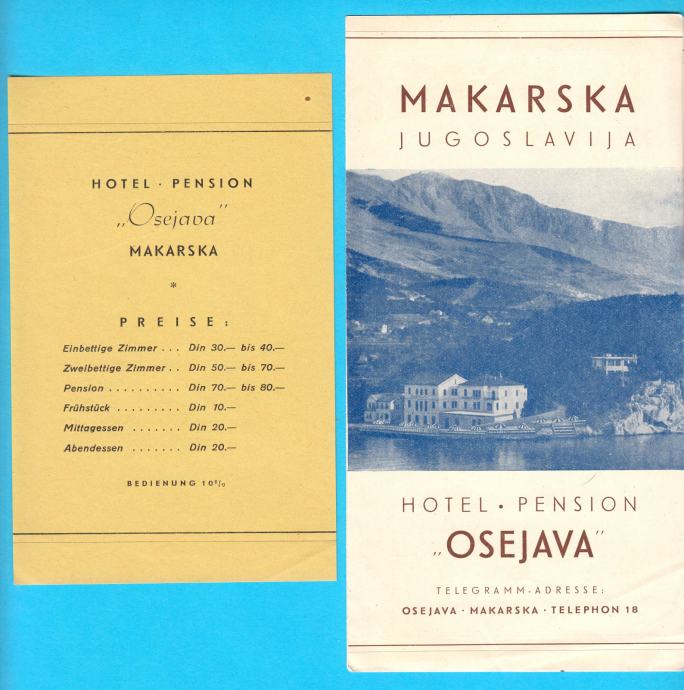 HOTEL · PENSION
„Osejava”
MAKARSKA
*
PREISE:
Einbettige Zimmer . . . Din 30.— bis 40.—
Zweibettige Zimmer . . Din 50.— bis 70.—
Pension . . . . . . . . . . Din 70.— bis 80.—
Frühstück . . . . . . . . . Din 10.—
Mittagessen . . . . . . . Din 20.—
Abendessen . . . . . . . Din 20.—
BEDIENUNG 10%
MAKARSKA
JUGOSLAVIJA
HOTEL · PENSION
„OSEJAVA”
TELEGRAMM-ADRESSE:
OSEJAVA · MAKARSKA · TELEPHON 18